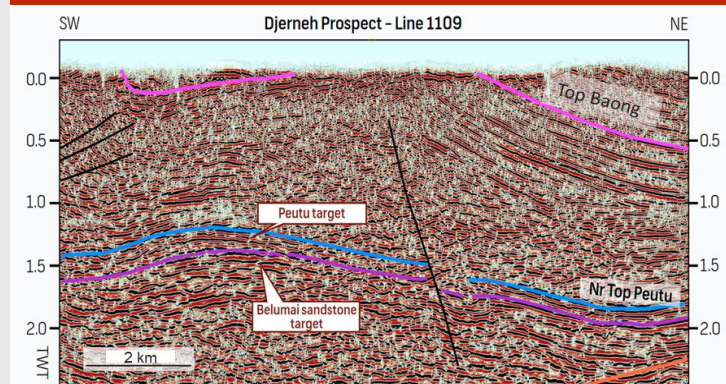 SW
Djerneh Prospect - Line 1109
NE
0.0
0.0
Top Baong
0.5
0.5
1.0
1.0
Peutu target
1.5
1.5
Nr Top Peutu
Belumai sandstone
target
2.0
2.0
TWT
2 km